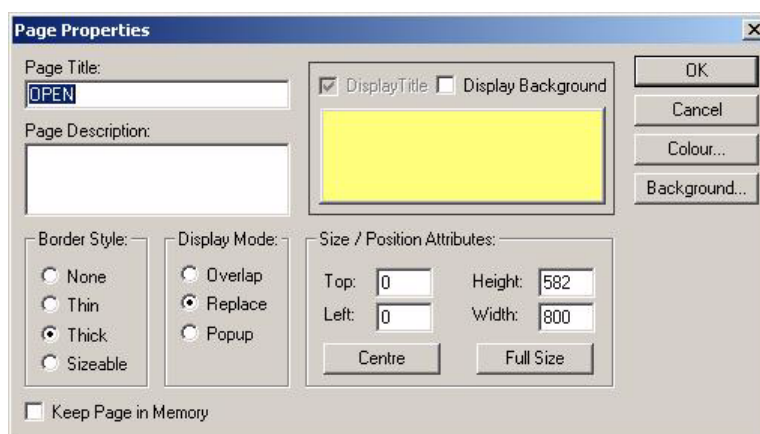 Page Properties
Page Title:
OPEN
Page Description:
DisplayTitle Display Background
OK
Cancel
Colour...
Background...
Border Style:
None
Thin
Thick
Sizeable
Display Mode:
Overlap
Replace
Popup
Size / Position Attributes:
Top: 0 Height: 582
Left: 0 Width: 800
Centre Full Size
Keep Page in Memory